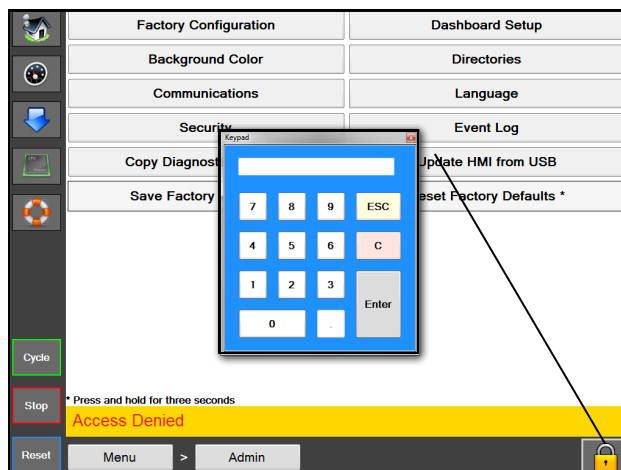 Factory Configuration
Dashboard Setup
Background Color
Directories
Communications
Language
Security
Event Log
Copy Diagnost
Update HMI from USB
Save Factory
eset Factory Defaults *
Keypad
7 8 9 ESC
4 5 6 C
1 2 3
Enter
0 .
Cycle
Stop
Reset
* Press and hold for three seconds
Access Denied
Menu > Admin